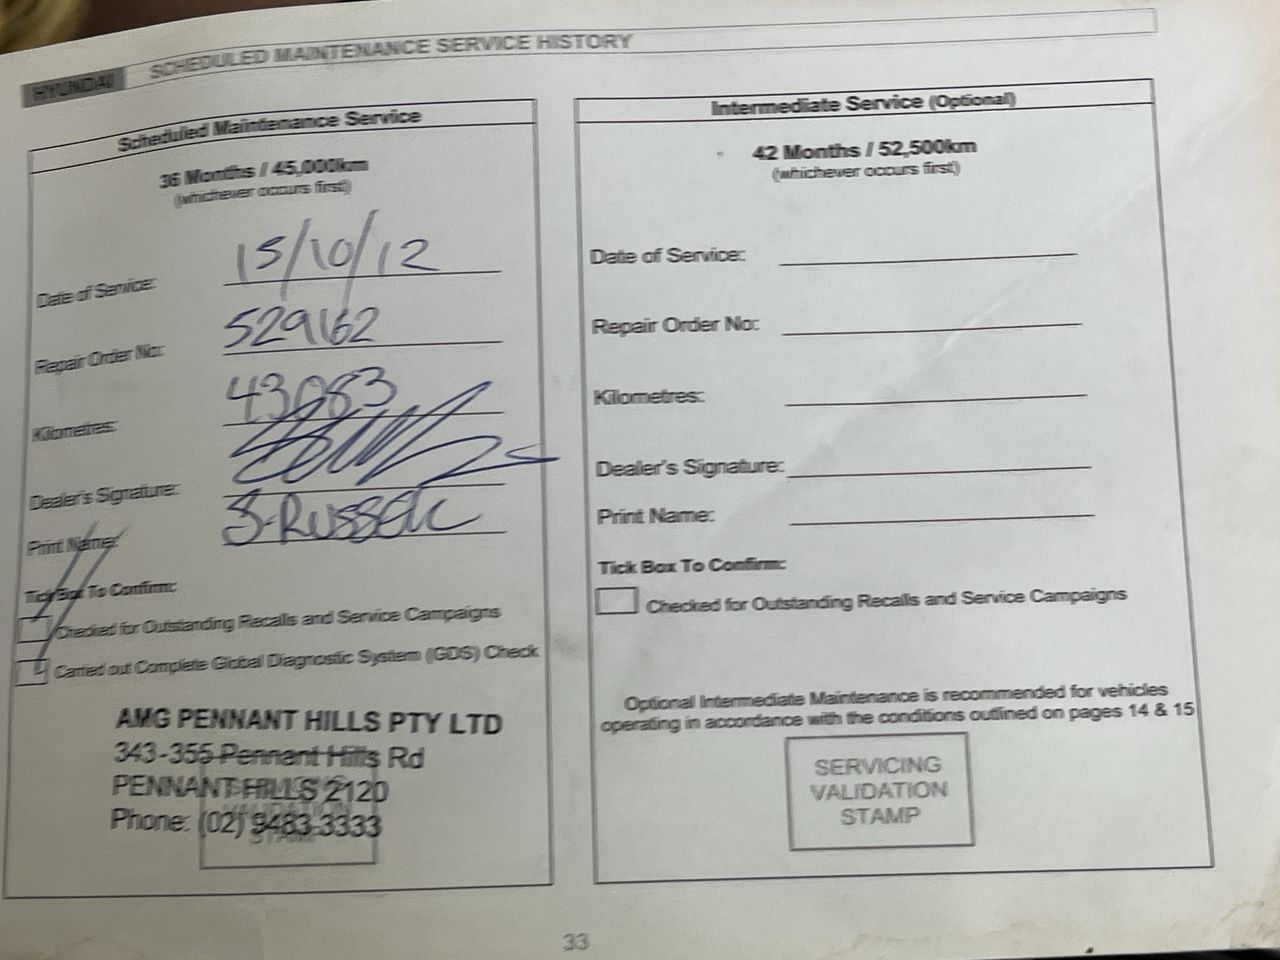 HYUNDAI SCHEDULED MAINTENANCE SERVICE HISTORY
Scheduled Maintenance Service
36 Months / 45,000km
(whichever occurs first)
Date of Service: 15/10/12
Repair Order No: 529162
Kilometres: 43083
Dealer's Signature:
Print Name: S. Russell
Tick Box To Confirm:
Checked for Outstanding Recalls and Service Campaigns
Carried out Complete Global Diagnostic System (GDS) Check
AMG PENNANT HILLS PTY LTD
343-355 Pennant Hills Rd
PENNANT HILLS 2120
Phone: (02) 9483-3333
VALIDATION
STAMP
Intermediate Service (Optional)
42 Months / 52,500km
(whichever occurs first)
Date of Service:
Repair Order No:
Kilometres:
Dealer's Signature:
Print Name:
Tick Box To Confirm:
Checked for Outstanding Recalls and Service Campaigns
Optional Intermediate Maintenance is recommended for vehicles
operating in accordance with the conditions outlined on pages 14 & 15
SERVICING
VALIDATION
STAMP
33